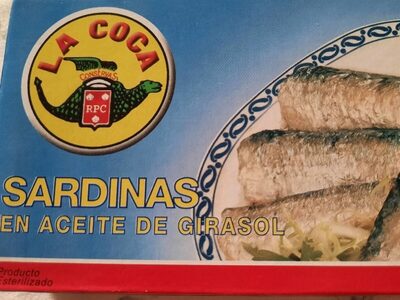 LA COCA
CONSERVAS
RPC
SARDINAS
EN ACEITE DE GIRASOL
Producto
Esterilizado